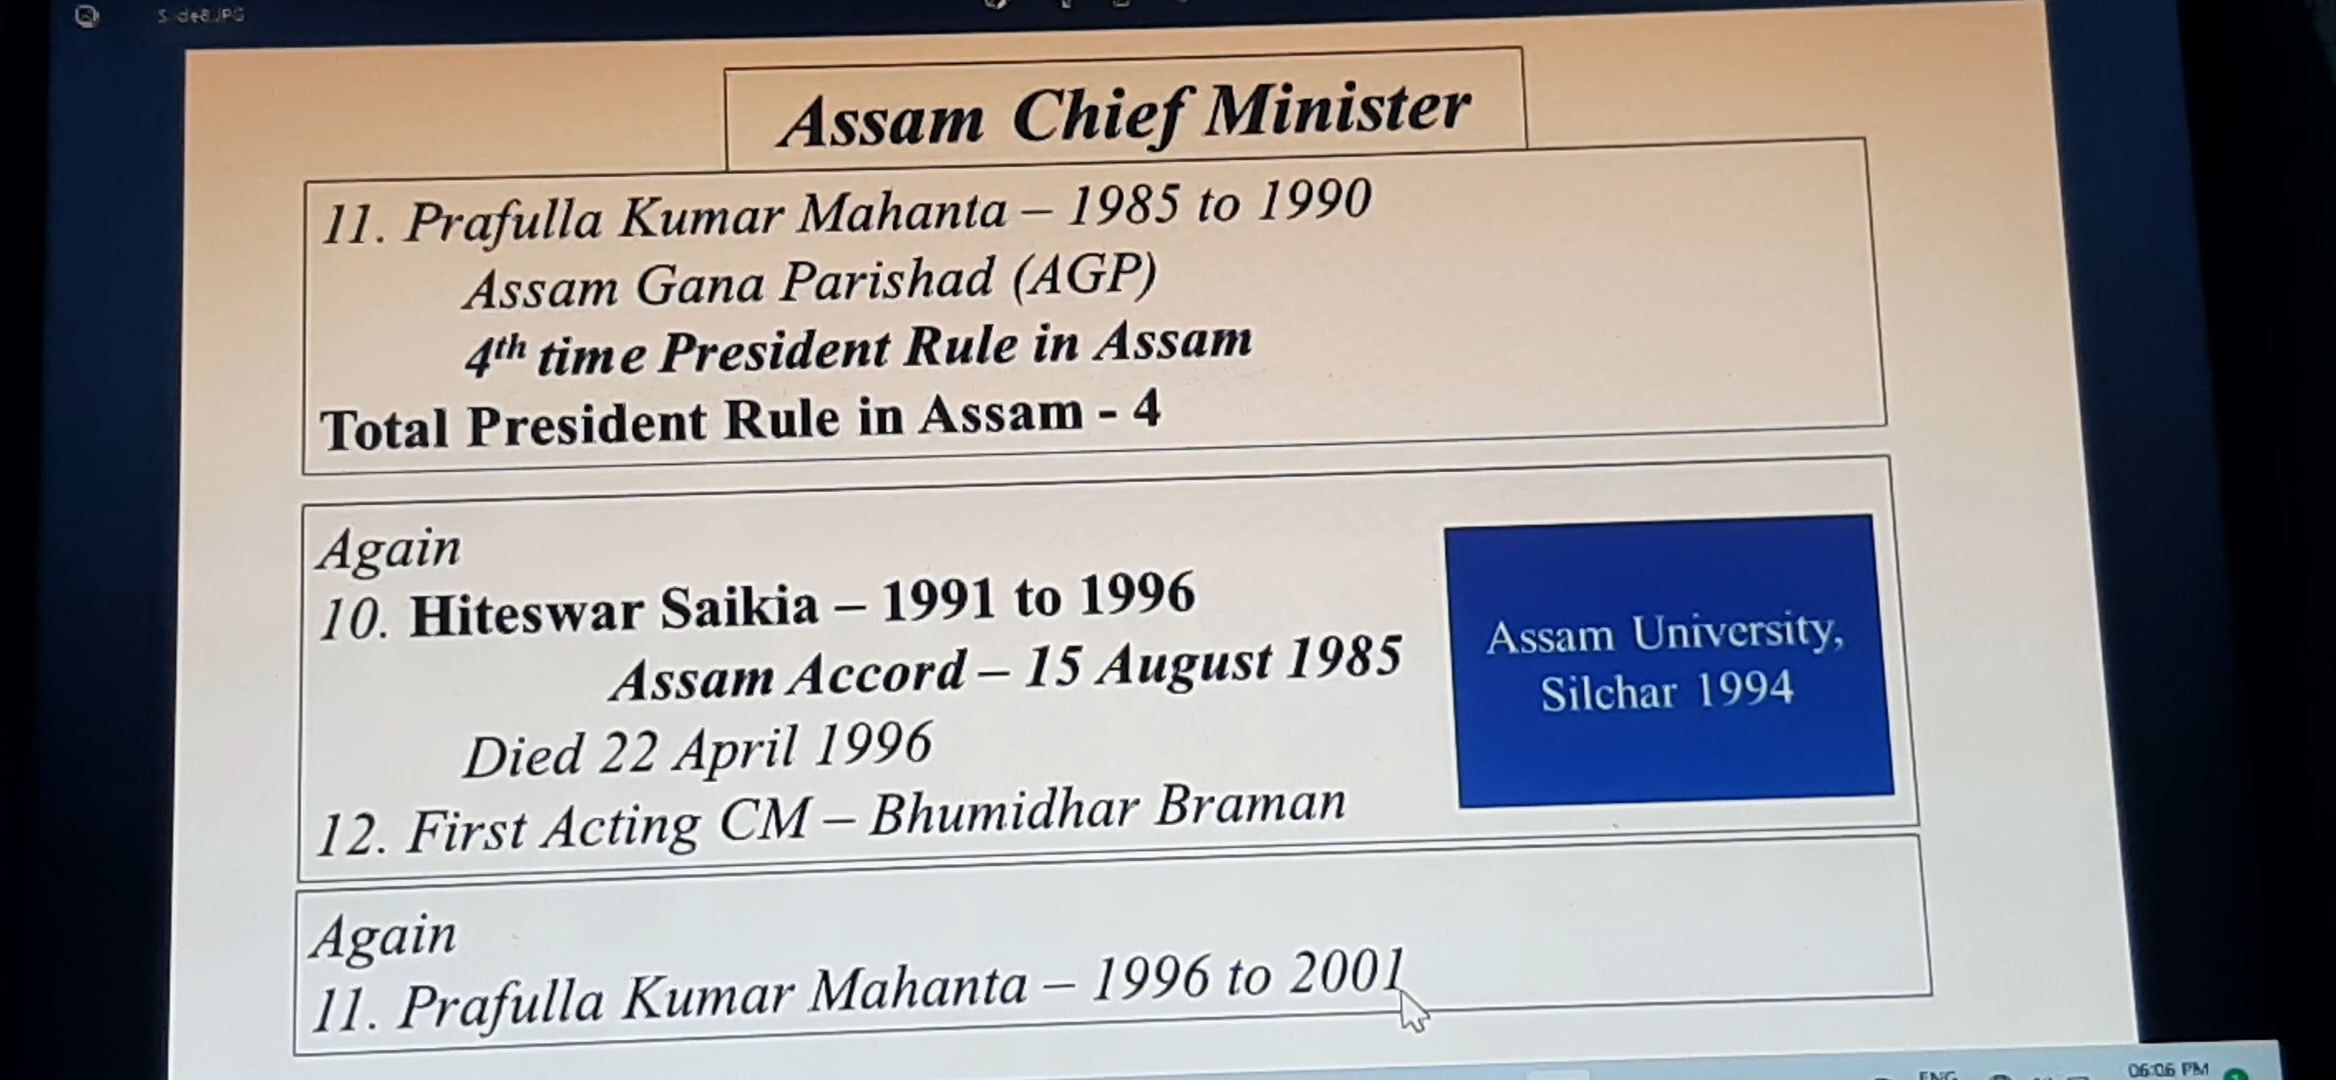 Assam Chief Minister
11. Prafulla Kumar Mahanta – 1985 to 1990
Assam Gana Parishad (AGP)
4th time President Rule in Assam
Total President Rule in Assam - 4
Again
10. Hiteswar Saikia – 1991 to 1996
Assam Accord – 15 August 1985
Died 22 April 1996
12. First Acting CM – Bhumidhar Braman
Assam University,
Silchar 1994
Again
11. Prafulla Kumar Mahanta – 1996 to 2001
06:06 PM